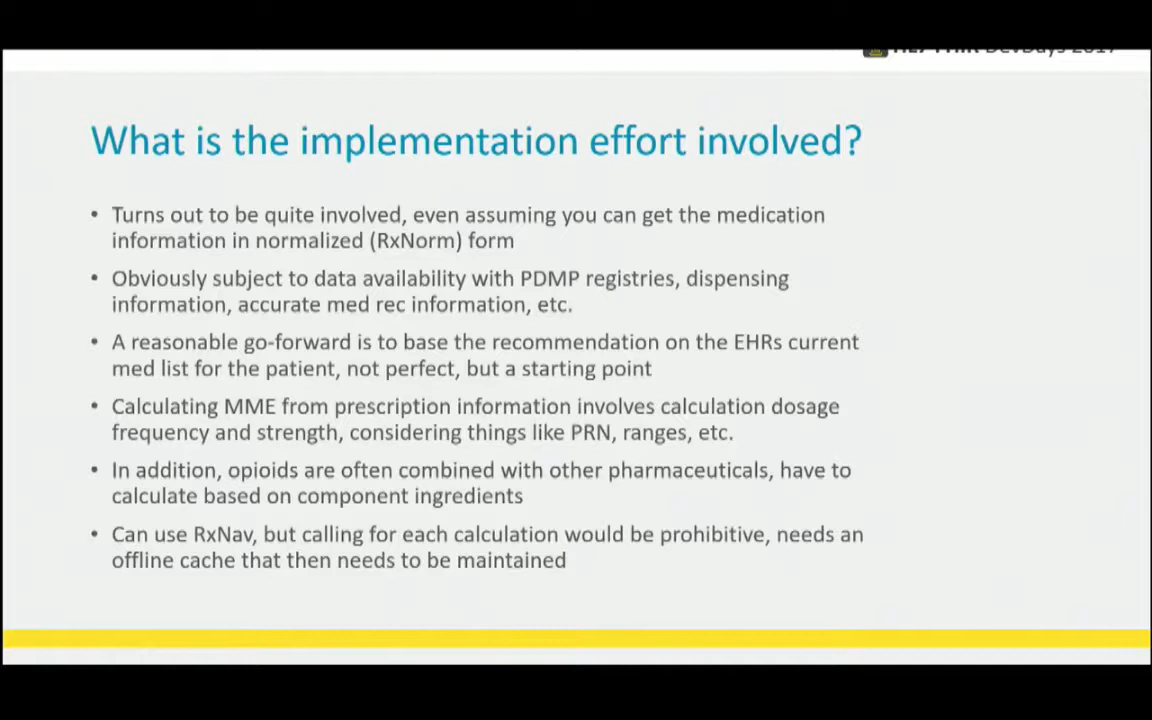 DevDays 2017
What is the implementation effort involved?
• Turns out to be quite involved, even assuming you can get the medication
information in normalized (RxNorm) form
• Obviously subject to data availability with PDMP registries, dispensing
information, accurate med rec information, etc.
• A reasonable go-forward is to base the recommendation on the EHRs current
med list for the patient, not perfect, but a starting point
• Calculating MME from prescription information involves calculation dosage
frequency and strength, considering things like PRN, ranges, etc.
• In addition, opioids are often combined with other pharmaceuticals, have to
calculate based on component ingredients
• Can use RxNav, but calling for each calculation would be prohibitive, needs an
offline cache that then needs to be maintained